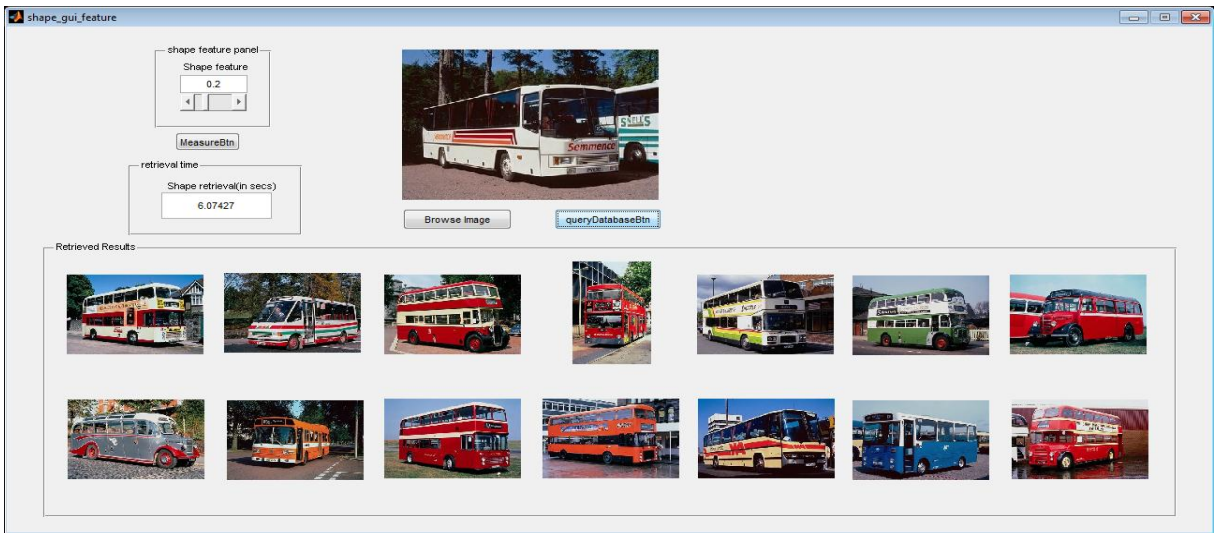 shape_gui_feature
shape feature panel
Shape feature
0.2
MeasureBtn
retrieval time
Shape retrieval(in secs)
6.07427
SNELL'S
Semmence
Browse Image
queryDatabaseBtn
Retrieved Results